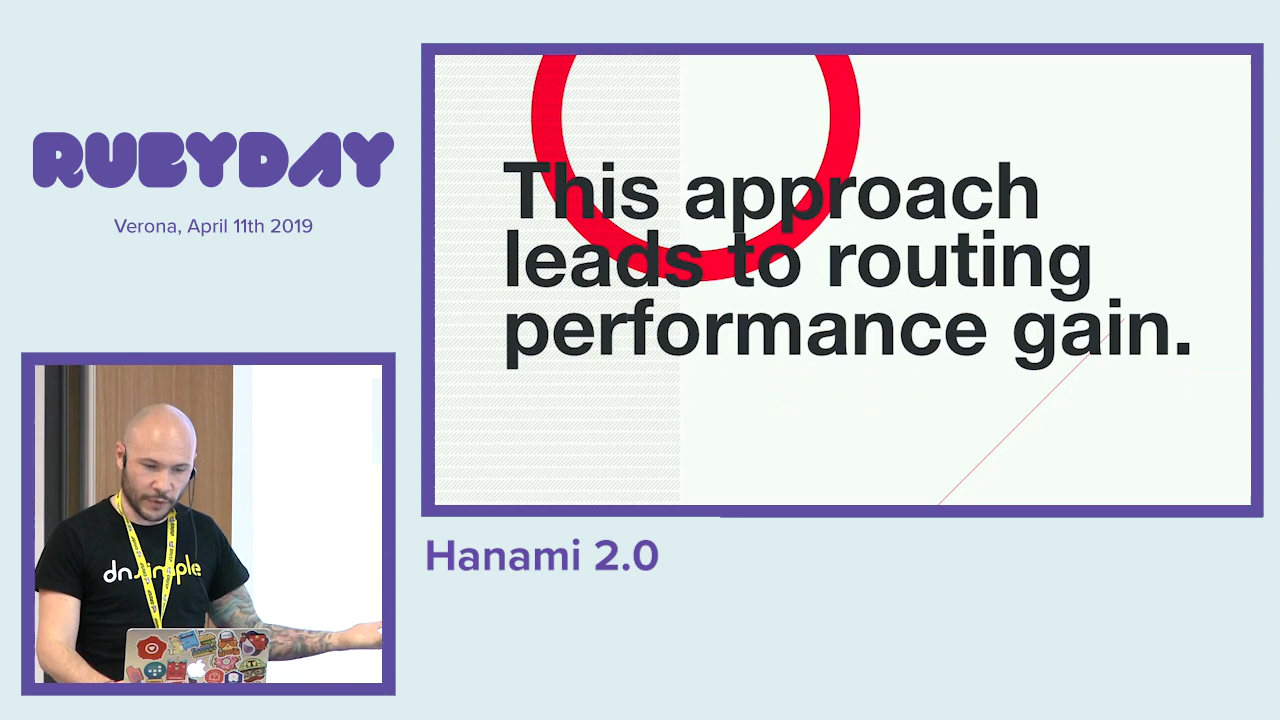 RUBYDAY
Verona, April 11th 2019
This approach
leads to routing
performance gain.
Hanami 2.0
dnsimple